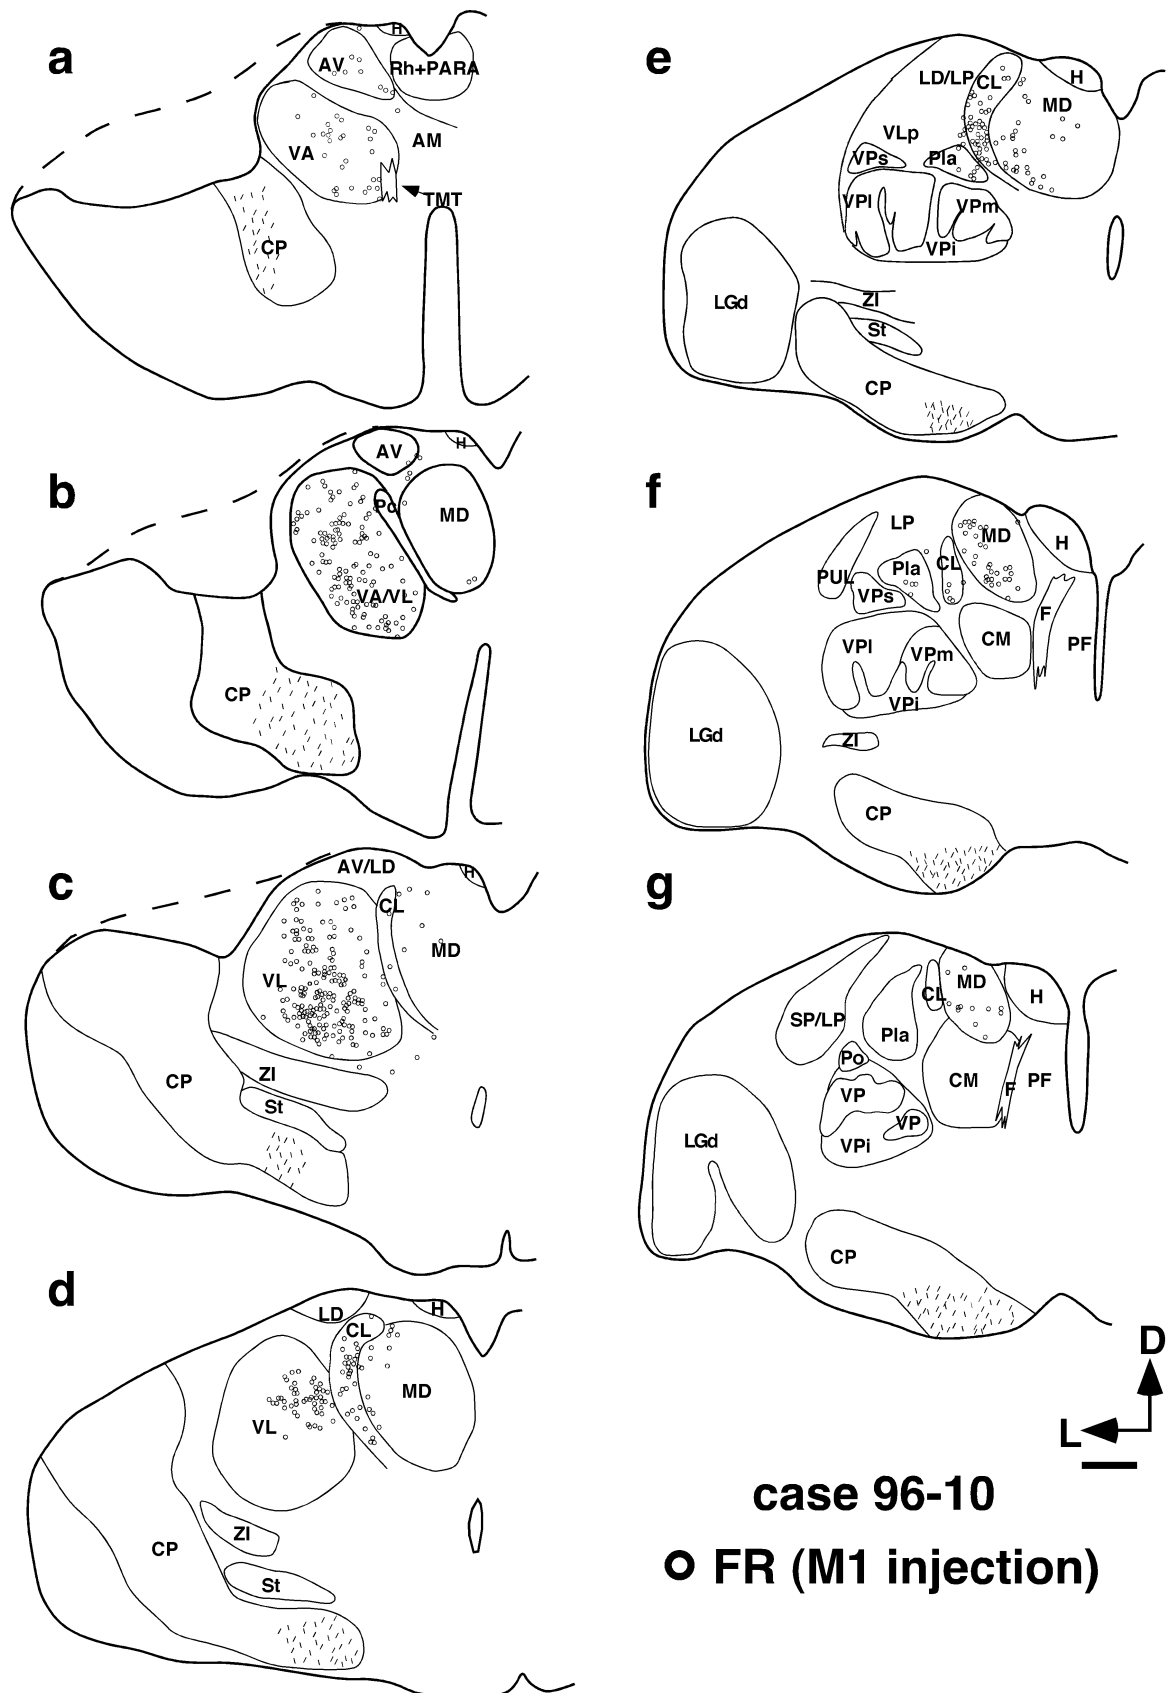 a
H
AV
Rh+PARA
AM
VA
TMT
CP
b
AV
H
Po
MD
VA/VL
CP
c
AV/LD
H
CL
MD
VL
ZI
CP
St
d
LD
H
CL
MD
VL
ZI
CP
St
e
LD/LP
CL
H
MD
VLp
VPs
Pla
VPl
VPm
VPi
LGd
ZI
St
CP
f
LP
MD
H
PUL
Pla
CL
VPs
F
CM
PF
VPl
VPm
VPi
LGd
ZI
CP
g
MD
CL
H
SP/LP
Pla
Po
CM
F
PF
VP
VP
VPi
LGd
CP
D
L
case 96-10
FR (M1 injection)